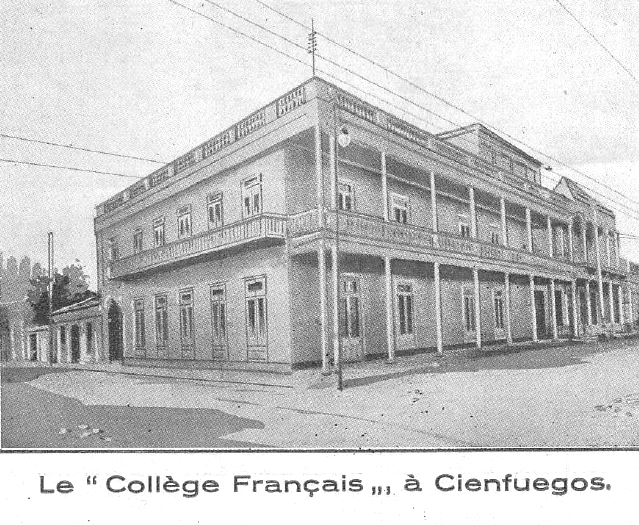 Le “ Collège Français „, à Cienfuegos.